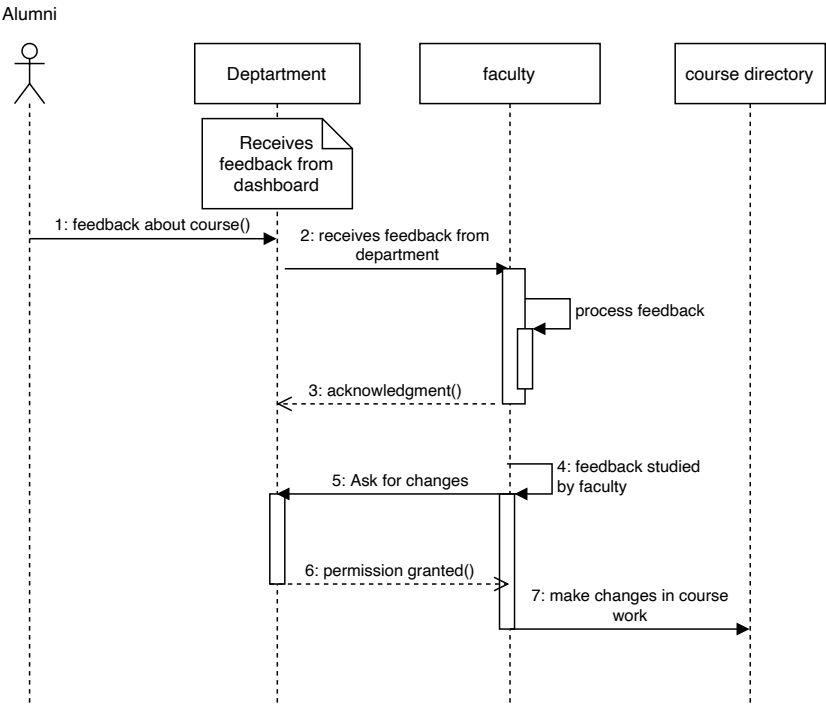 Alumni
Deptartment
faculty
course directory
Receives
feedback from
dashboard
1: feedback about course()
2: receives feedback from
department
process feedback
3: acknowledgment()
4: feedback studied
by faculty
5: Ask for changes
6: permission granted()
7: make changes in course
work